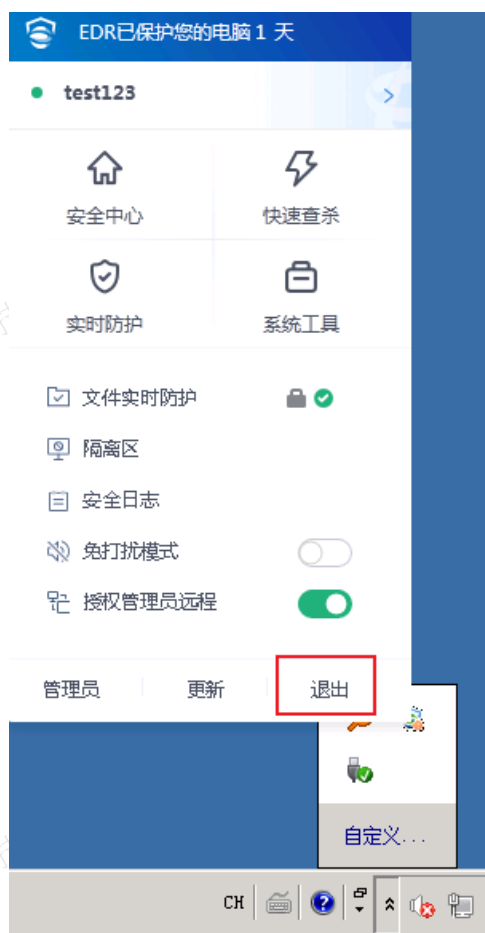 EDR已保护您的电脑 1 天
test123
安全中心
快速查杀
实时防护
系统工具
文件实时防护
隔离区
安全日志
免打扰模式
授权管理员远程
管理员
更新
退出
自定义...
CH